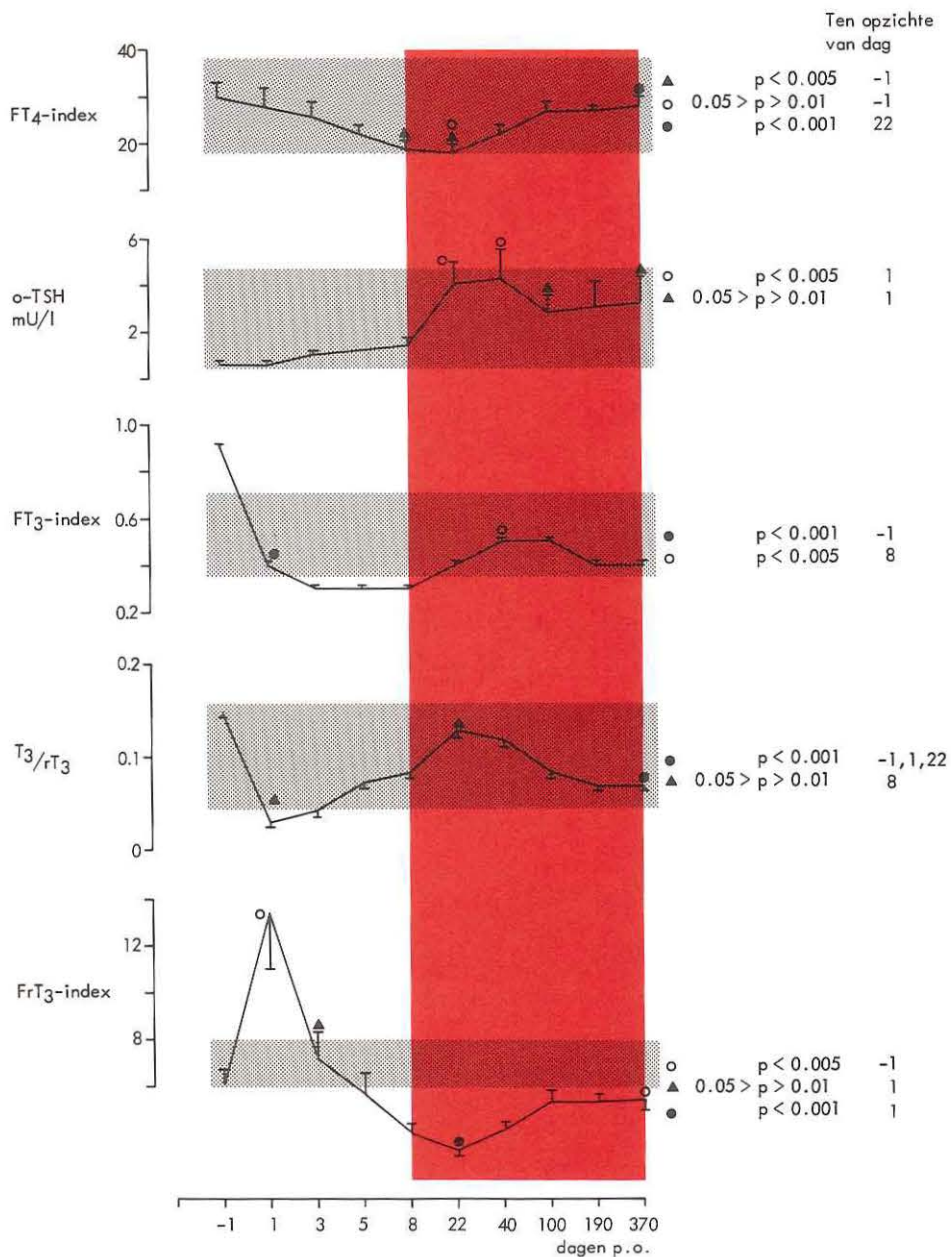 Ten opzichte
van dag
40
20
FT4-index
▲ p < 0.005 -1
○ 0.05 > p > 0.01 -1
● p < 0.001 22
6
2
o-TSH
mU/l
○ p < 0.005 1
▲ 0.05 > p > 0.01 1
1.0
0.6
0.2
FT3-index
● p < 0.001 -1
○ p < 0.005 8
0.2
0.1
0
T3/rT3
● p < 0.001 -1,1,22
▲ 0.05 > p > 0.01 8
12
8
FrT3-index
○ p < 0.005 -1
▲ 0.05 > p > 0.01 1
● p < 0.001 1
-1 1 3 5 8 22 40 100 190 370
dagen p.o.